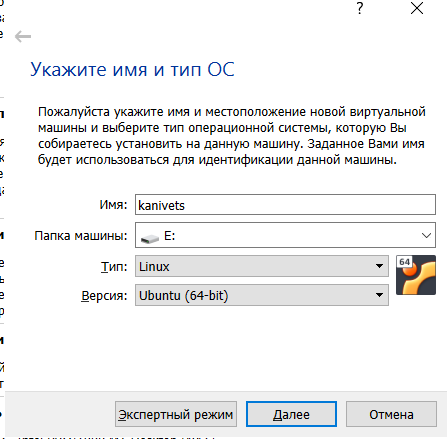 ?
Укажите имя и тип ОС
Пожалуйста укажите имя и местоположение новой виртуальной
машины и выберите тип операционной системы, которую Вы
собираетесь установить на данную машину. Заданное Вами имя
будет использоваться для идентификации данной машины.
Имя: kanivets
Папка машины: E:
Тип: Linux
64
Версия: Ubuntu (64-bit)
Экспертный режим Далее Отмена